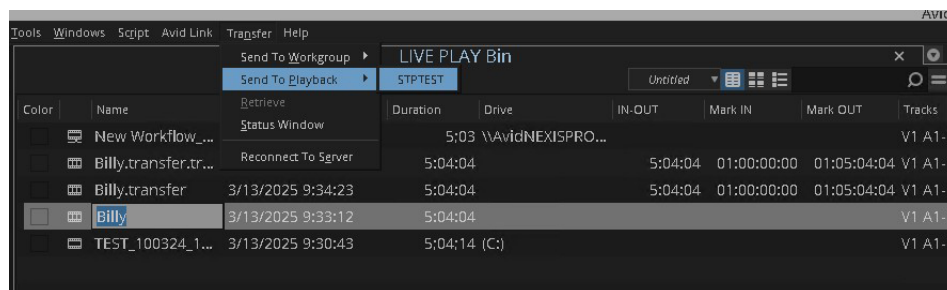 Avid
Tools Windows Script Avid Link Transfer Help
Send To Workgroup LIVE PLAY Bin
Send To Playback STPTEST Untitled
Retrieve
Status Window
Reconnect To Server
Color Name Duration Drive IN-OUT Mark IN Mark OUT Tracks
New Workflow_... 5;03 \\AvidNEXISPRO... V1 A1-
Billy.transfer.tr... 5:04:04 5:04:04 01:00:00:00 01:05:04:04 V1 A1-
Billy.transfer 3/13/2025 9:34:23 5:04:04 5:04:04 01:00:00:00 01:05:04:04 V1 A1-
Billy 3/13/2025 9:33:12 5:04:04 V1 A1-
TEST_100324_1... 3/13/2025 9:30:43 5;04;14 (C:) V1 A1-